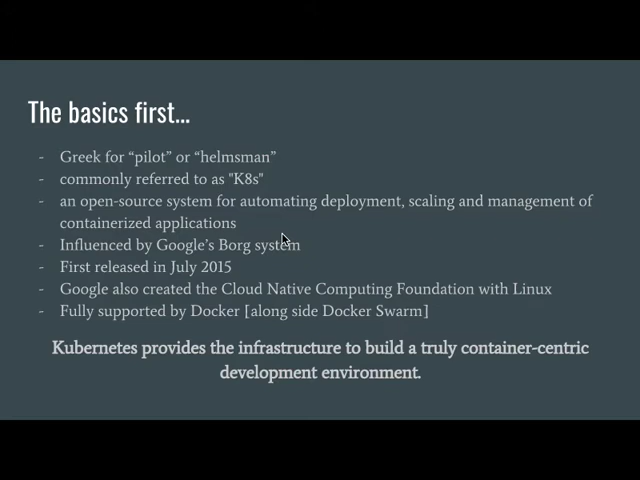 The basics first...
- Greek for “pilot” or “helmsman”
- commonly referred to as "K8s"
- an open-source system for automating deployment, scaling and management of
containerized applications
- Influenced by Google’s Borg system
- First released in July 2015
- Google also created the Cloud Native Computing Foundation with Linux
- Fully supported by Docker [along side Docker Swarm]
Kubernetes provides the infrastructure to build a truly container-centric
development environment.